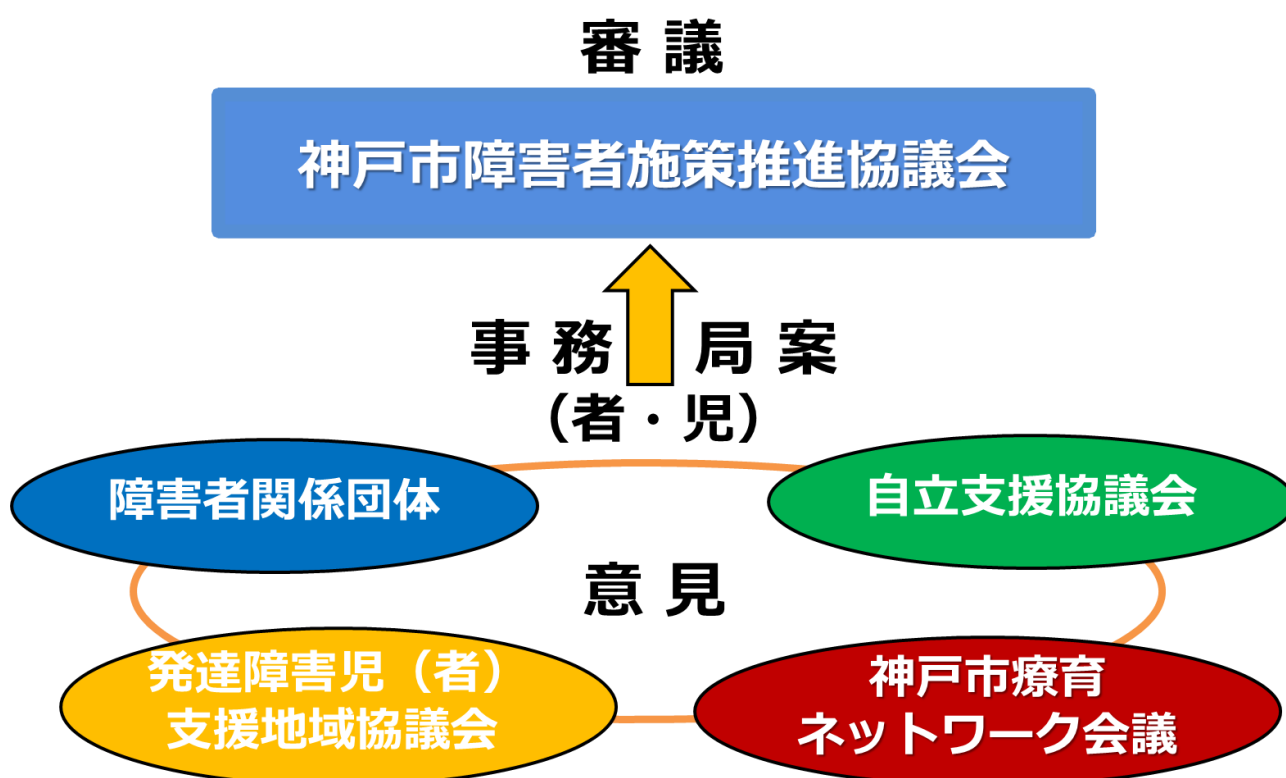 審議
神戸市障害者施策推進協議会
事務局案
（者・児）
障害者関係団体
自立支援協議会
意見
発達障害児（者）
支援地域協議会
神戸市療育
ネットワーク会議